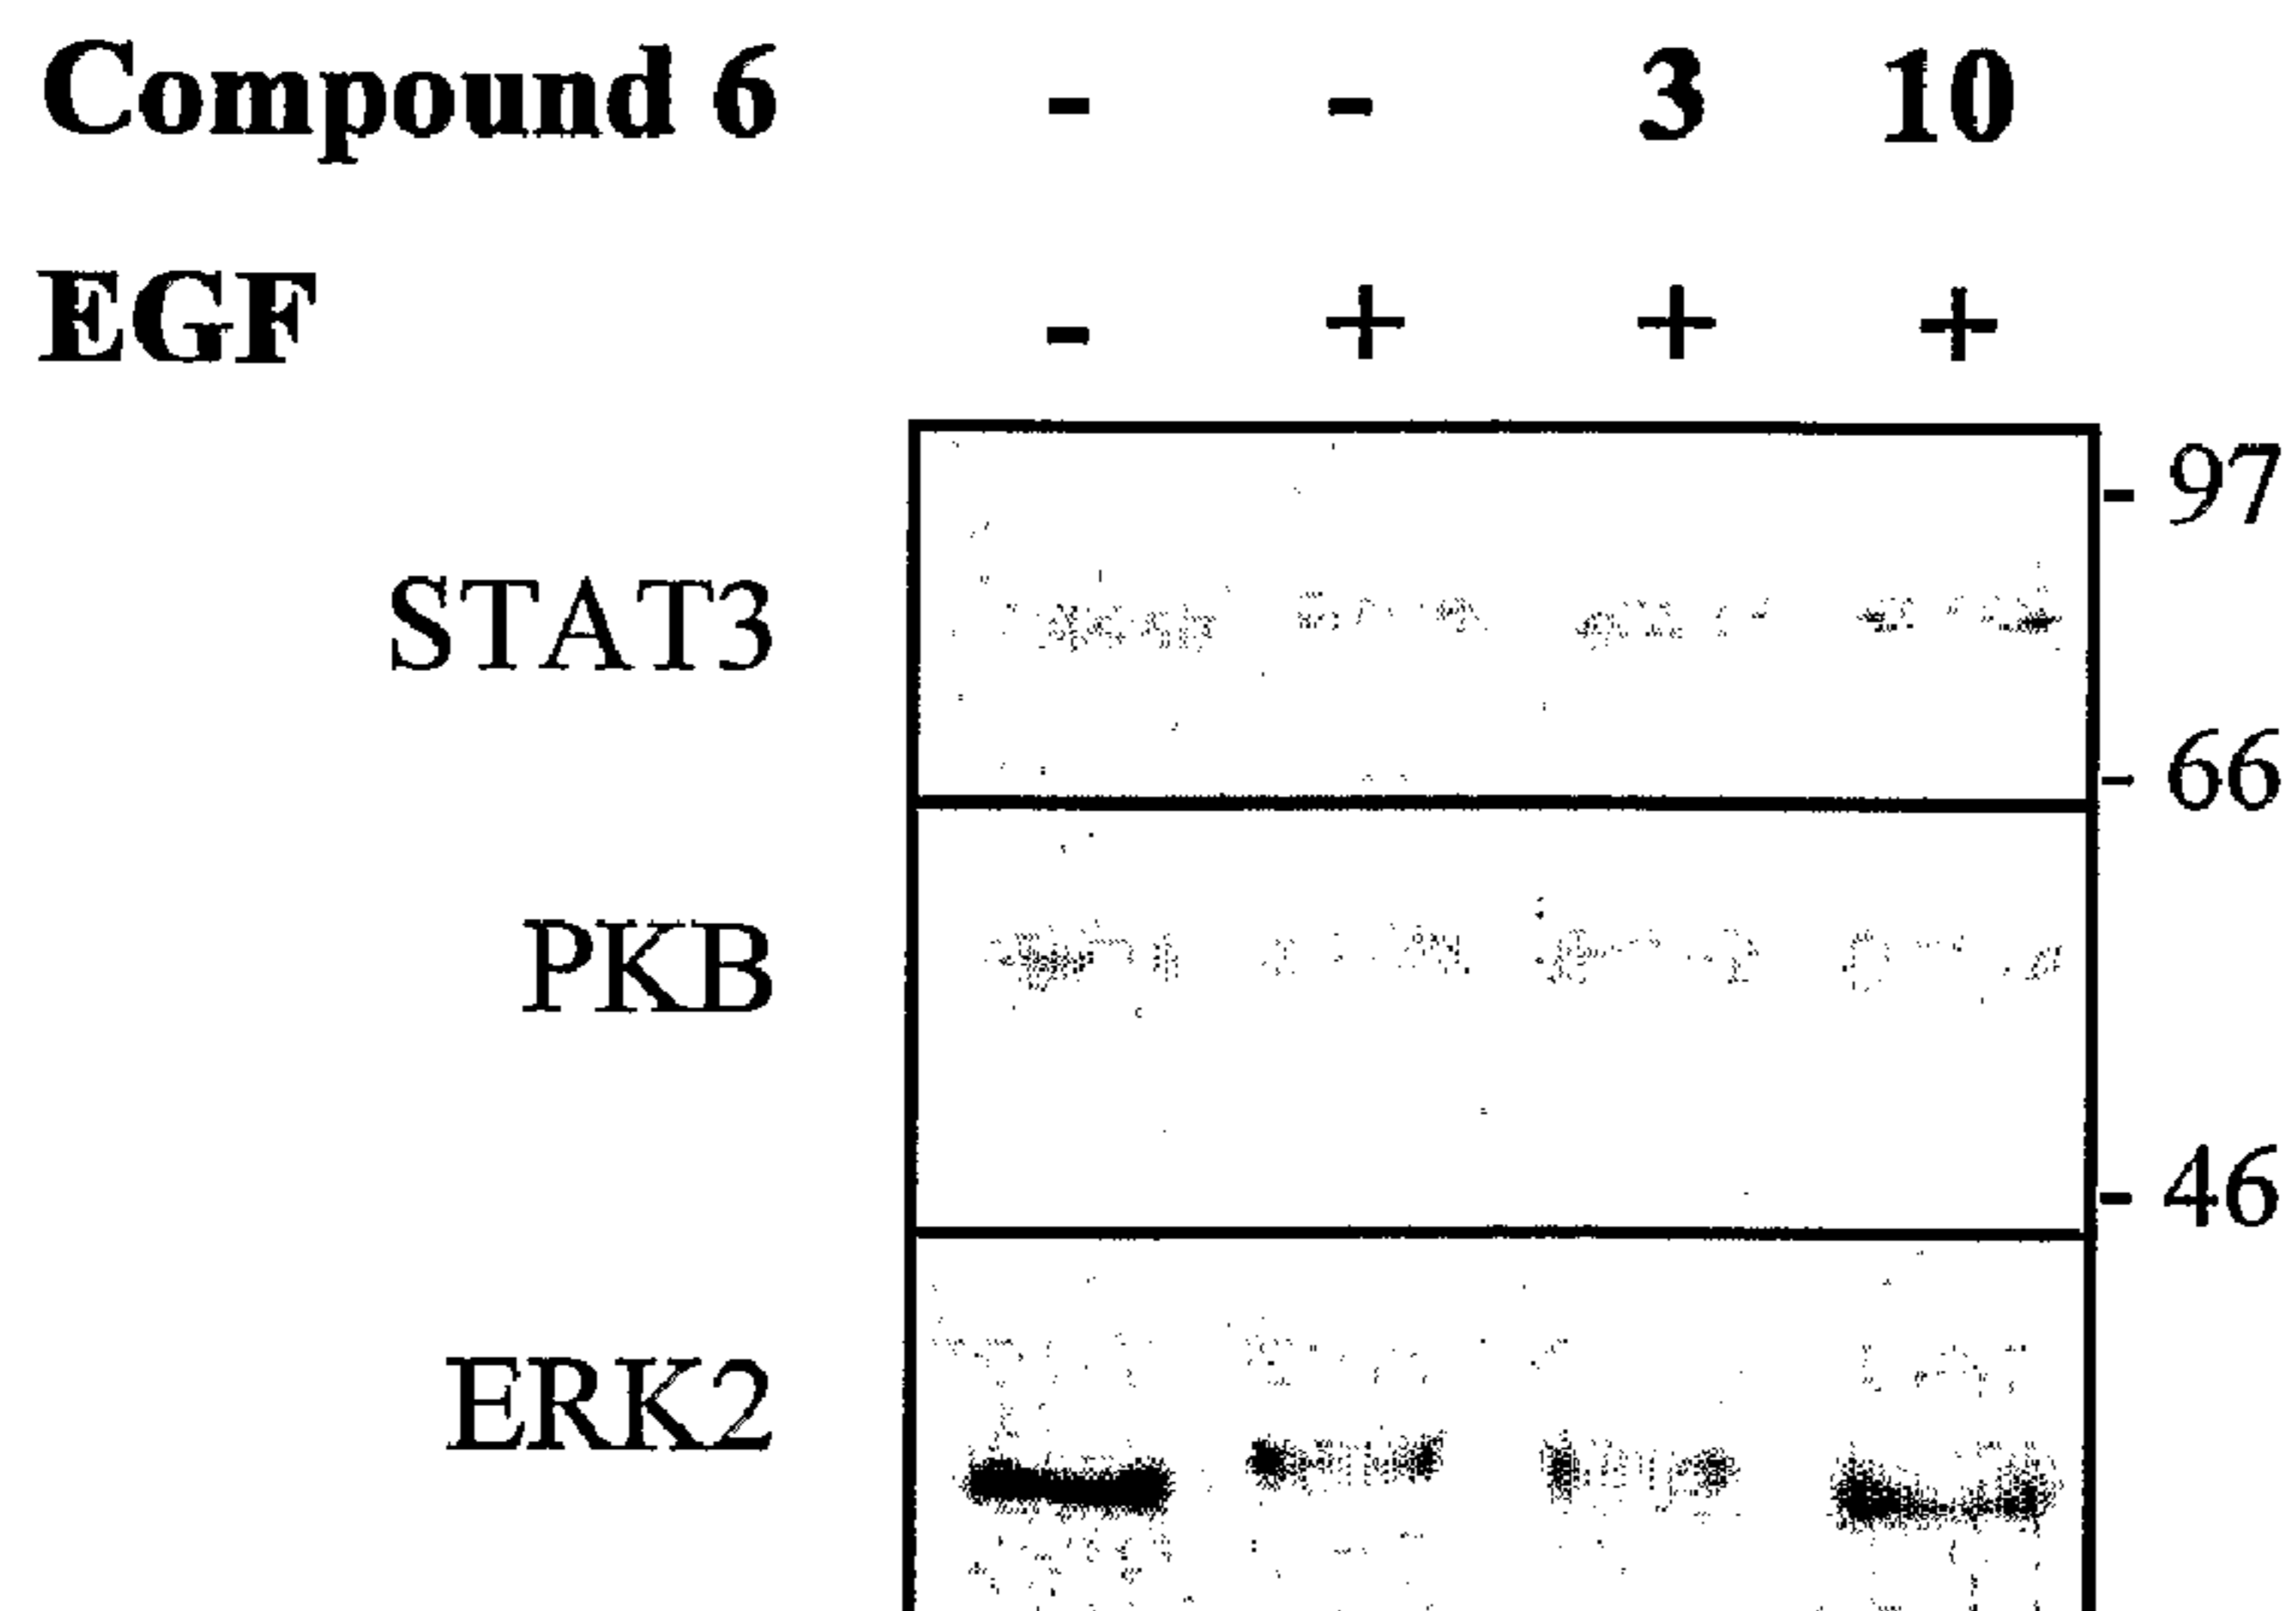 Compound 6 - - 3 10
EGF - + + +
- 97
STAT3
- 66
PKB
- 46
ERK2